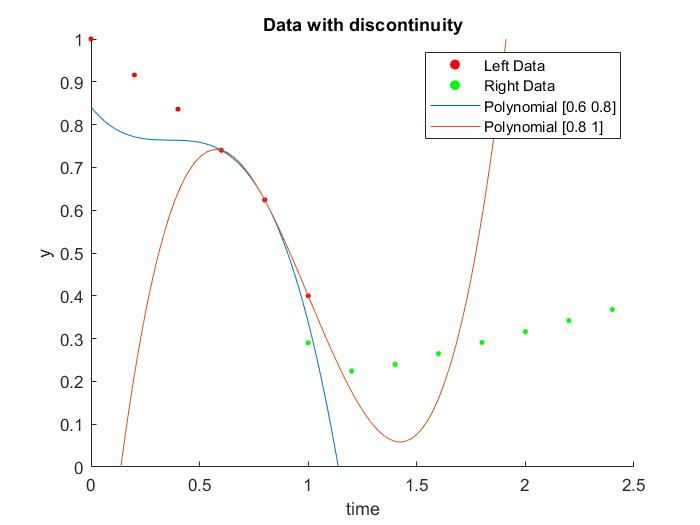 Data with discontinuity
1
0.9
0.8
0.7
0.6
0.5
0.4
0.3
0.2
0.1
0
y
Left Data
Right Data
Polynomial [0.6 0.8]
Polynomial [0.8 1]
0 0.5 1 1.5 2 2.5
time